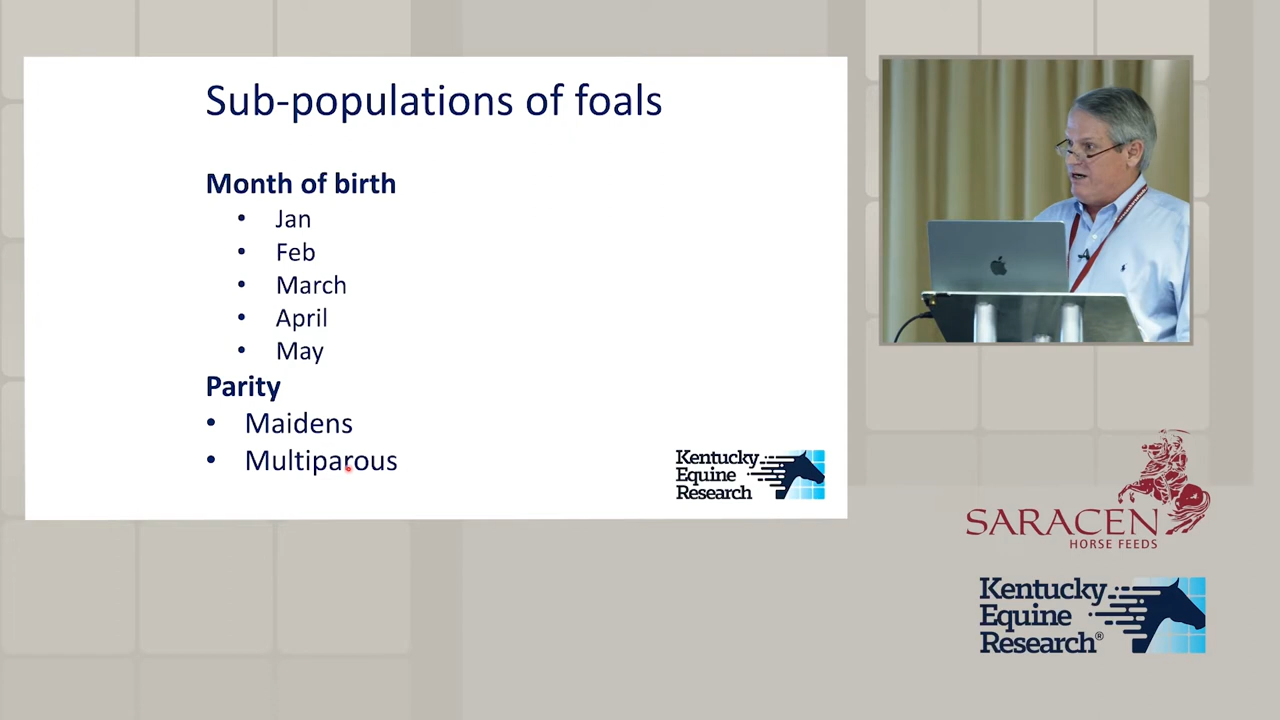 Sub-populations of foals
Month of birth
• Jan
• Feb
• March
• April
• May
Parity
• Maidens
• Multiparous
Kentucky
Equine
Research
SARACEN
HORSE FEEDS
Kentucky
Equine
Research®